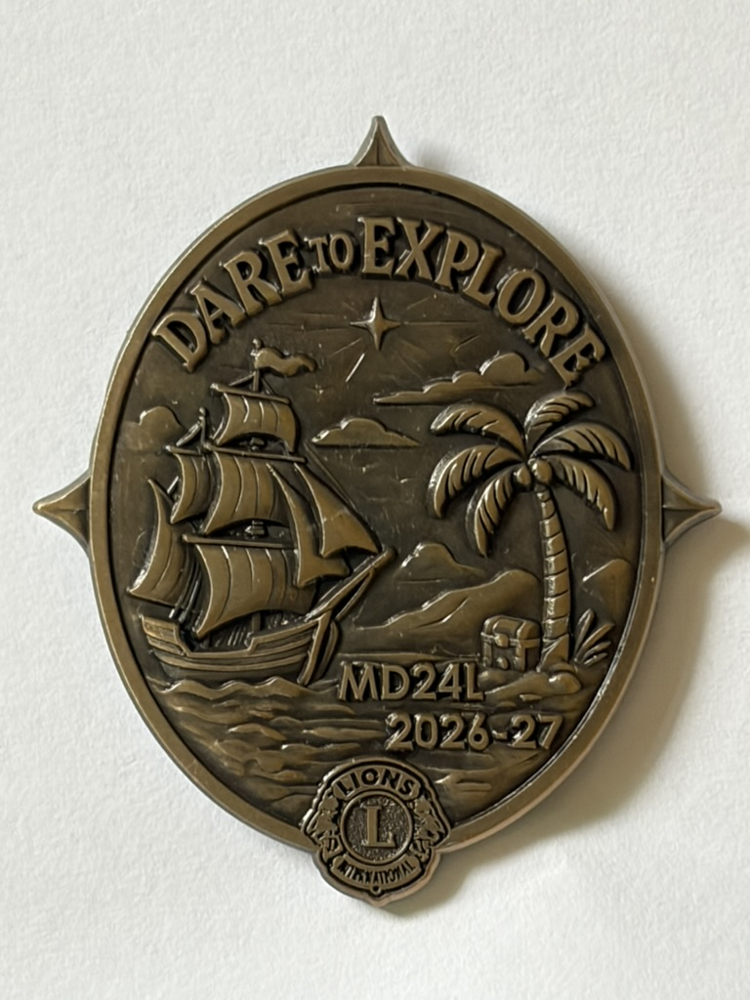 DARE TO EXPLORE
MD24L
2026-27
LIONS
L
INTERNATIONAL